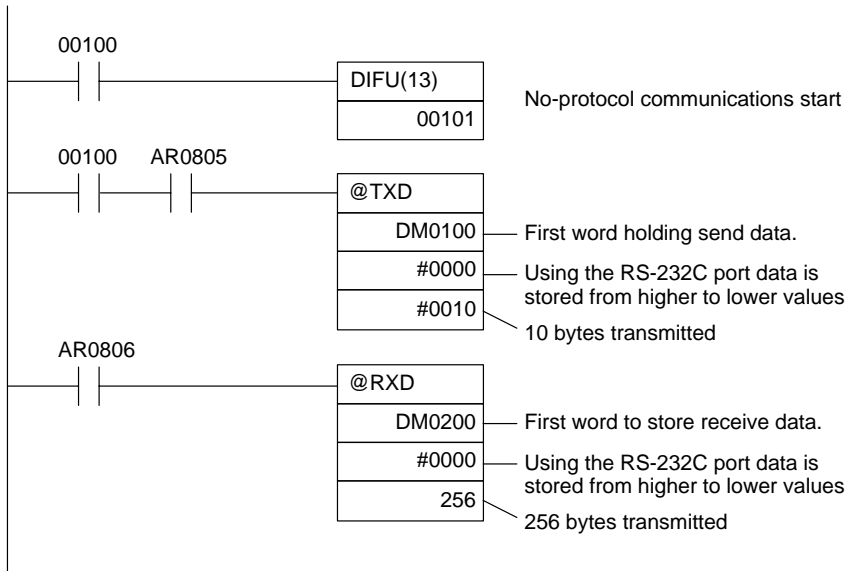 00100
DIFU(13)
00101
No-protocol communications start
00100 AR0805
@TXD
DM0100
First word holding send data.
#0000
Using the RS-232C port data is
stored from higher to lower values
#0010
10 bytes transmitted
AR0806
@RXD
DM0200
First word to store receive data.
#0000
Using the RS-232C port data is
stored from higher to lower values
256
256 bytes transmitted